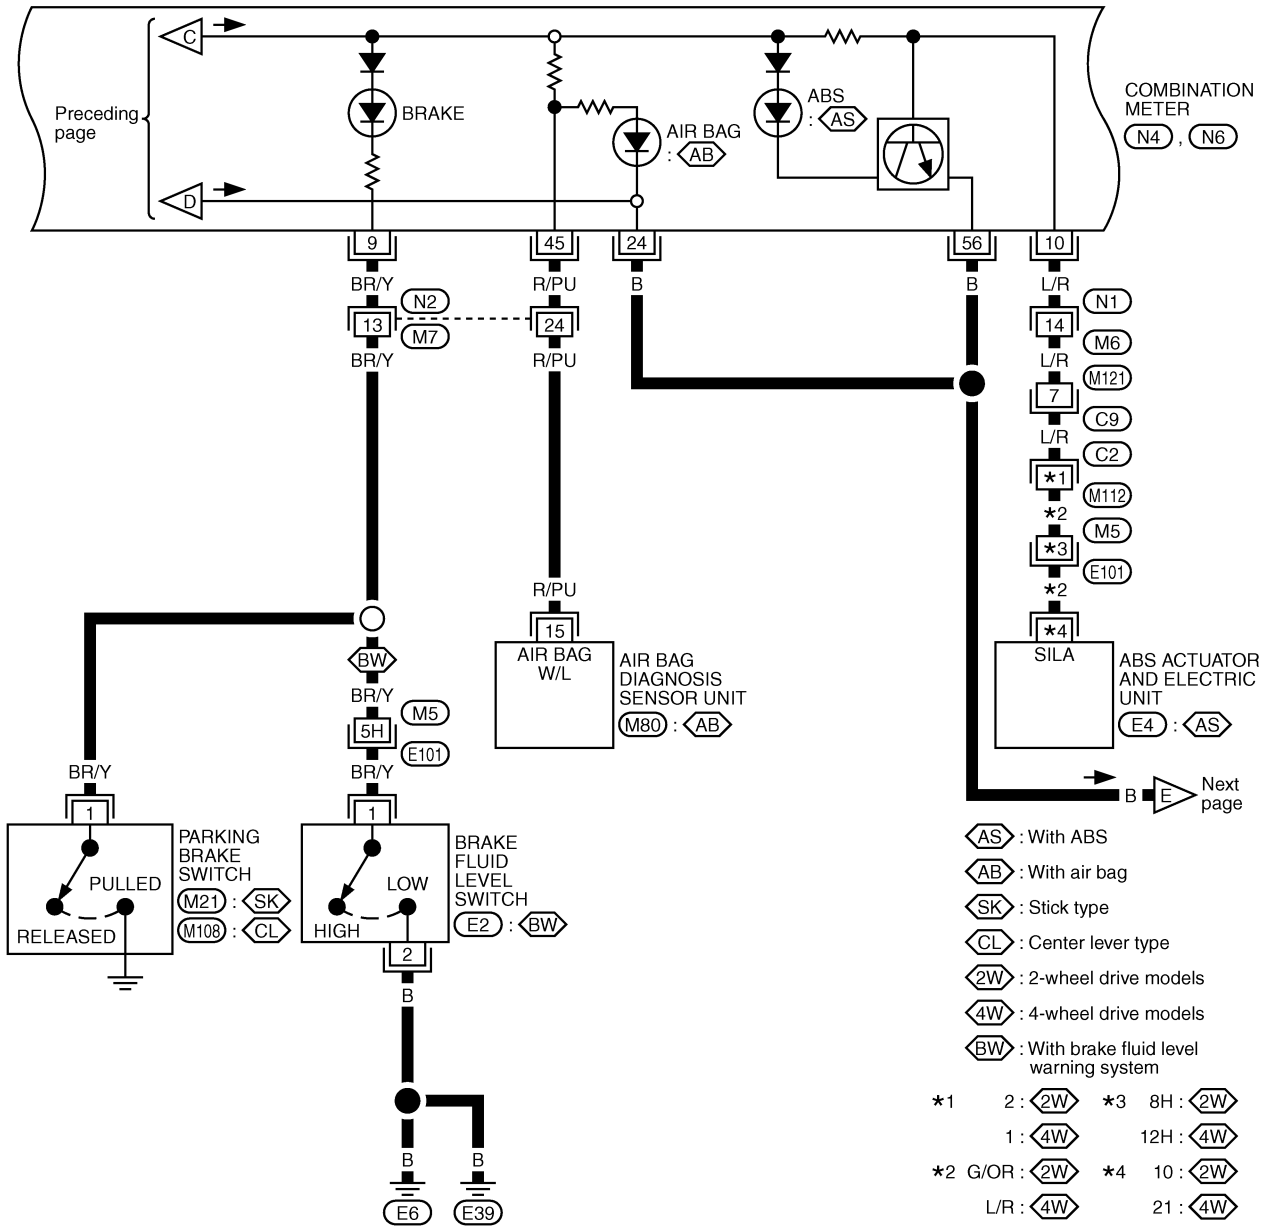 C
Preceding
page
D
BRAKE
AIR BAG
: AB
ABS
: AS
COMBINATION
METER
N4 , N6
9
45
24
56
10
BR/Y
R/PU
B
B
L/R
N2
N1
13
24
14
M7
M6
BR/Y
R/PU
L/R
M121
7
C9
L/R
C2
*1
M112
*2
M5
*3
E101
*2
R/PU
15
*4
AIR BAG
W/L
AIR BAG
DIAGNOSIS
SENSOR UNIT
M80 : AB
SILA
ABS ACTUATOR
AND ELECTRIC
UNIT
E4 : AS
BW
BR/Y
M5
5H
E101
BR/Y
BR/Y
B
E
Next
page
1
PARKING
BRAKE
SWITCH
M21 : SK
M108 : CL
PULLED
RELEASED
1
BRAKE
FLUID
LEVEL
SWITCH
E2 : BW
LOW
HIGH
2
B
B
B
E6
E39
AS : With ABS
AB : With air bag
SK : Stick type
CL : Center lever type
2W : 2-wheel drive models
4W : 4-wheel drive models
BW : With brake fluid level
warning system
*1 2 : 2W
1 : 4W
*2 G/OR : 2W
L/R : 4W
*3 8H : 2W
12H : 4W
*4 10 : 2W
21 : 4W